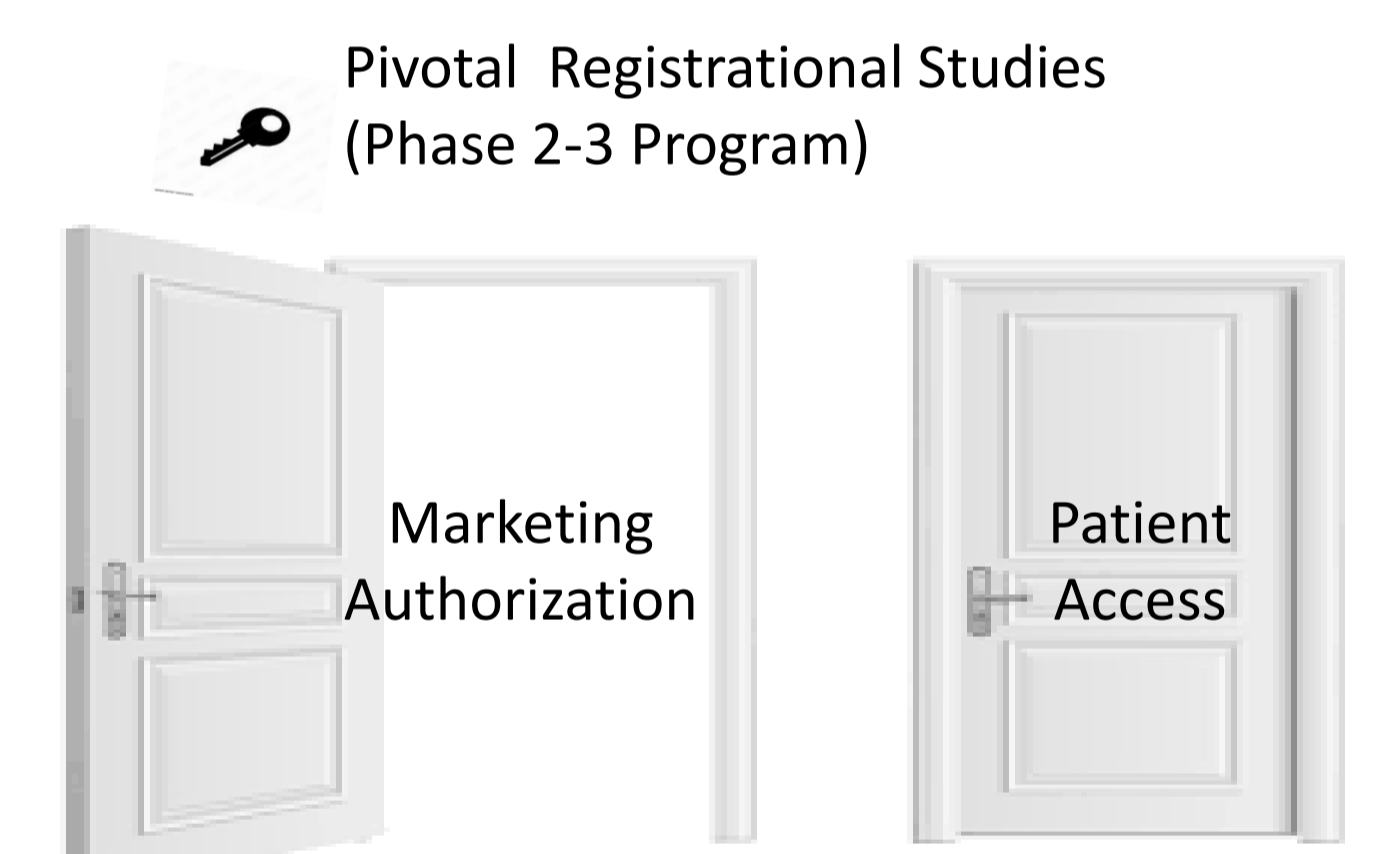 Pivotal  Registrational Studies
(Phase 2-3 Program)
Marketing
Authorization
Patient
Access